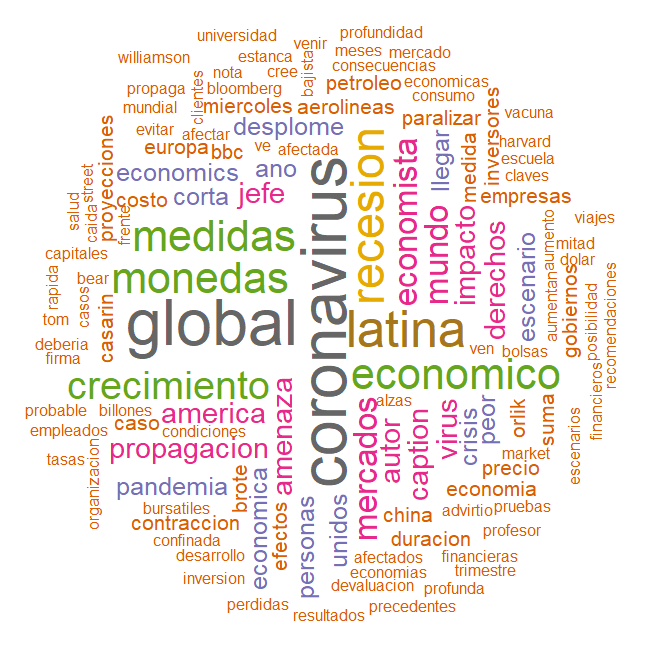 universidad
venir
profundidad
williamson
estanca
meses
mercado
nota
cree
bajista
consecuencias
propaga
clientes
bloomberg
petroleo
economicas
mundial
miercoles
aerolineas
consumo
evitar
afectar
desplome
paralizar
inversores
vacuna
proyecciones
europa
bbc
ve
afectada
recesion
economista
llegar
medida
harvard
escuela
claves
economics
ano
salud
street
costo
corta
jefe
empresas
caida
frente
coronavirus
mundo
impacto
derechos
escenario
aumentan
aumento
viajes
capitales
medidas
mitad
dolar
rapida
bear
casos
monedas
gobiernos
posibilidad
recomendaciones
tom
casarin
global
latina
deberia
firma
ven
bolsas
financieros
crecimiento
economico
probable
billones
america
amenaza
mercados
alzas
autor
caption
virus
crisis
peor
orlik
suma
escenarios
empleados
caso
condiciones
tasas
propagacion
market
organizacion
pandemia
brote
economica
precio
economia
bursatiles
efectos
personas
unidos
china
advirtio
pruebas
contraccion
confinada
duracion
profesor
desarrollo
afectados
financieras
inversion
economias
trimestre
devaluacion
profunda
perdidas
resultados
precedentes